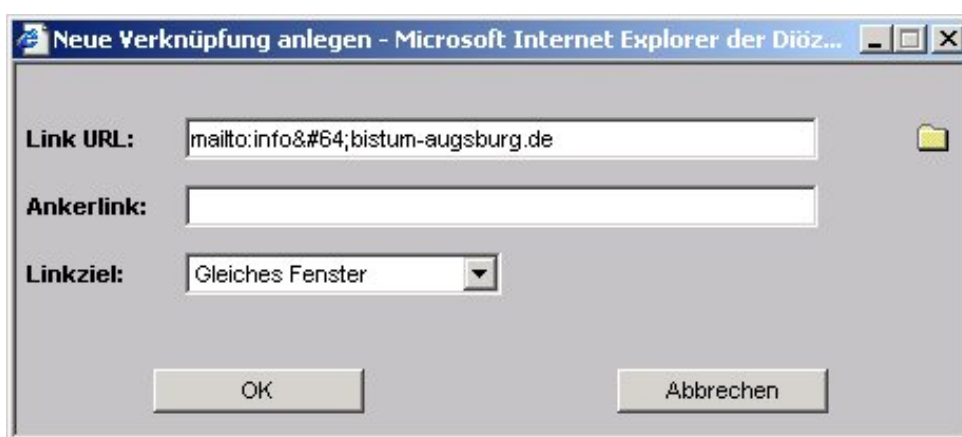 Neue Verknüpfung anlegen - Microsoft Internet Explorer der Diöz...
Link URL: mailto:info&#64;bistum-augsburg.de
Ankerlink:
Linkziel: Gleiches Fenster
OK Abbrechen